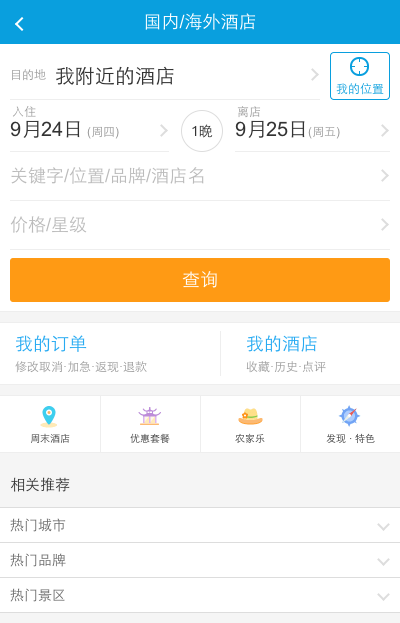 国内/海外酒店
目的地 我附近的酒店
我的位置
入住 离店
9月24日 (周四) 1晚 9月25日(周五)
关键字/位置/品牌/酒店名
价格/星级
查询
我的订单 我的酒店
修改取消·加急·返现·退款 收藏·历史·点评
周末酒店 优惠套餐 农家乐 发现·特色
相关推荐
热门城市
热门品牌
热门景区